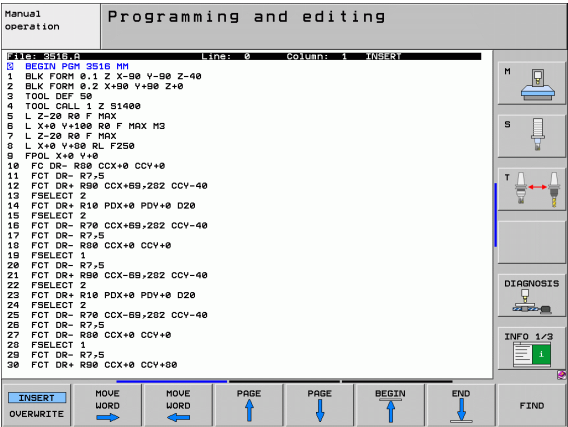 Manual
operation
Programming and editing
File: 3516.A Line: 0 Column: 1 INSERT
0 BEGIN PGM 3516 MM
1 BLK FORM 0.1 Z X-90 Y-90 Z-40
2 BLK FORM 0.2 X+90 Y+90 Z+0
3 TOOL DEF 50
4 TOOL CALL 1 Z S1400
5 L Z-20 R0 F MAX
6 L X+0 Y+100 R0 F MAX M3
7 L Z-20 R0 F MAX
8 L X+0 Y+80 RL F250
9 FPOL X+0 Y+0
10 FC DR- R80 CCX+0 CCY+0
11 FCT DR- R7,5
12 FCT DR+ R90 CCX+69,282 CCY-40
13 FSELECT 2
14 FCT DR+ R10 PDX+0 PDY+0 D20
15 FSELECT 2
16 FCT DR- R70 CCX+69,282 CCY-40
17 FCT DR- R7,5
18 FCT DR- R80 CCX+0 CCY+0
19 FSELECT 1
20 FCT DR- R7,5
21 FCT DR+ R90 CCX-69,282 CCY-40
22 FSELECT 2
23 FCT DR+ R10 PDX+0 PDY+0 D20
24 FSELECT 2
25 FCT DR- R70 CCX-69,282 CCY-40
26 FCT DR- R7,5
27 FCT DR- R80 CCX+0 CCY+0
28 FSELECT 1
29 FCT DR- R7,5
30 FCT DR+ R90 CCX+0 CCY+80
M
S
T
DIAGNOSIS
INFO 1/3
i
INSERT
OVERWRITE
MOVE
WORD
MOVE
WORD
PAGE
PAGE
BEGIN
END
FIND